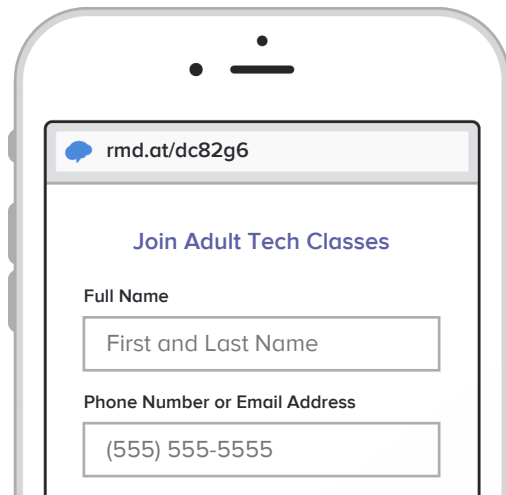 rmd.at/dc82g6
Join Adult Tech Classes
Full Name
First and Last Name
Phone Number or Email Address
(555) 555-5555